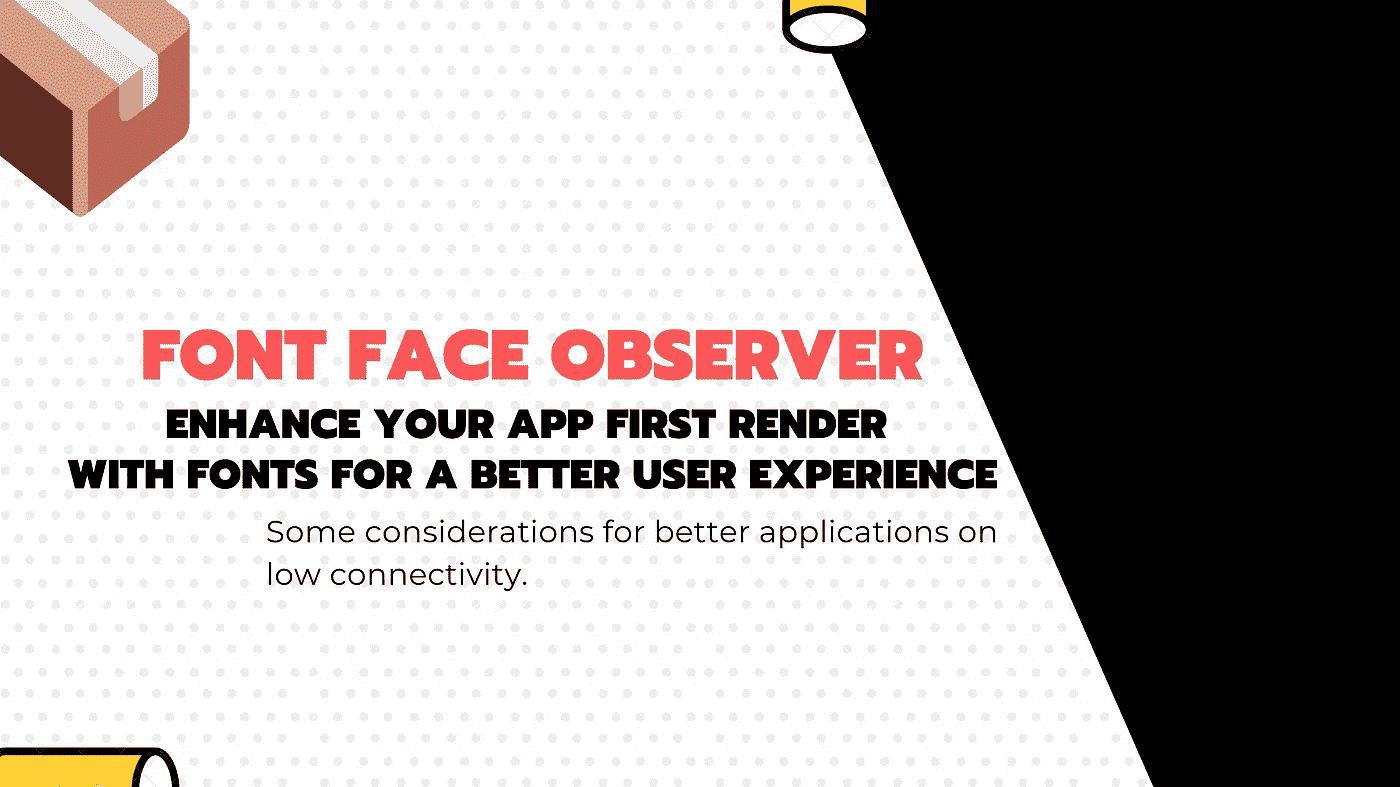 FONT FACE OBSERVER
ENHANCE YOUR APP FIRST RENDER
WITH FONTS FOR A BETTER USER EXPERIENCE
Some considerations for better applications on
low connectivity.